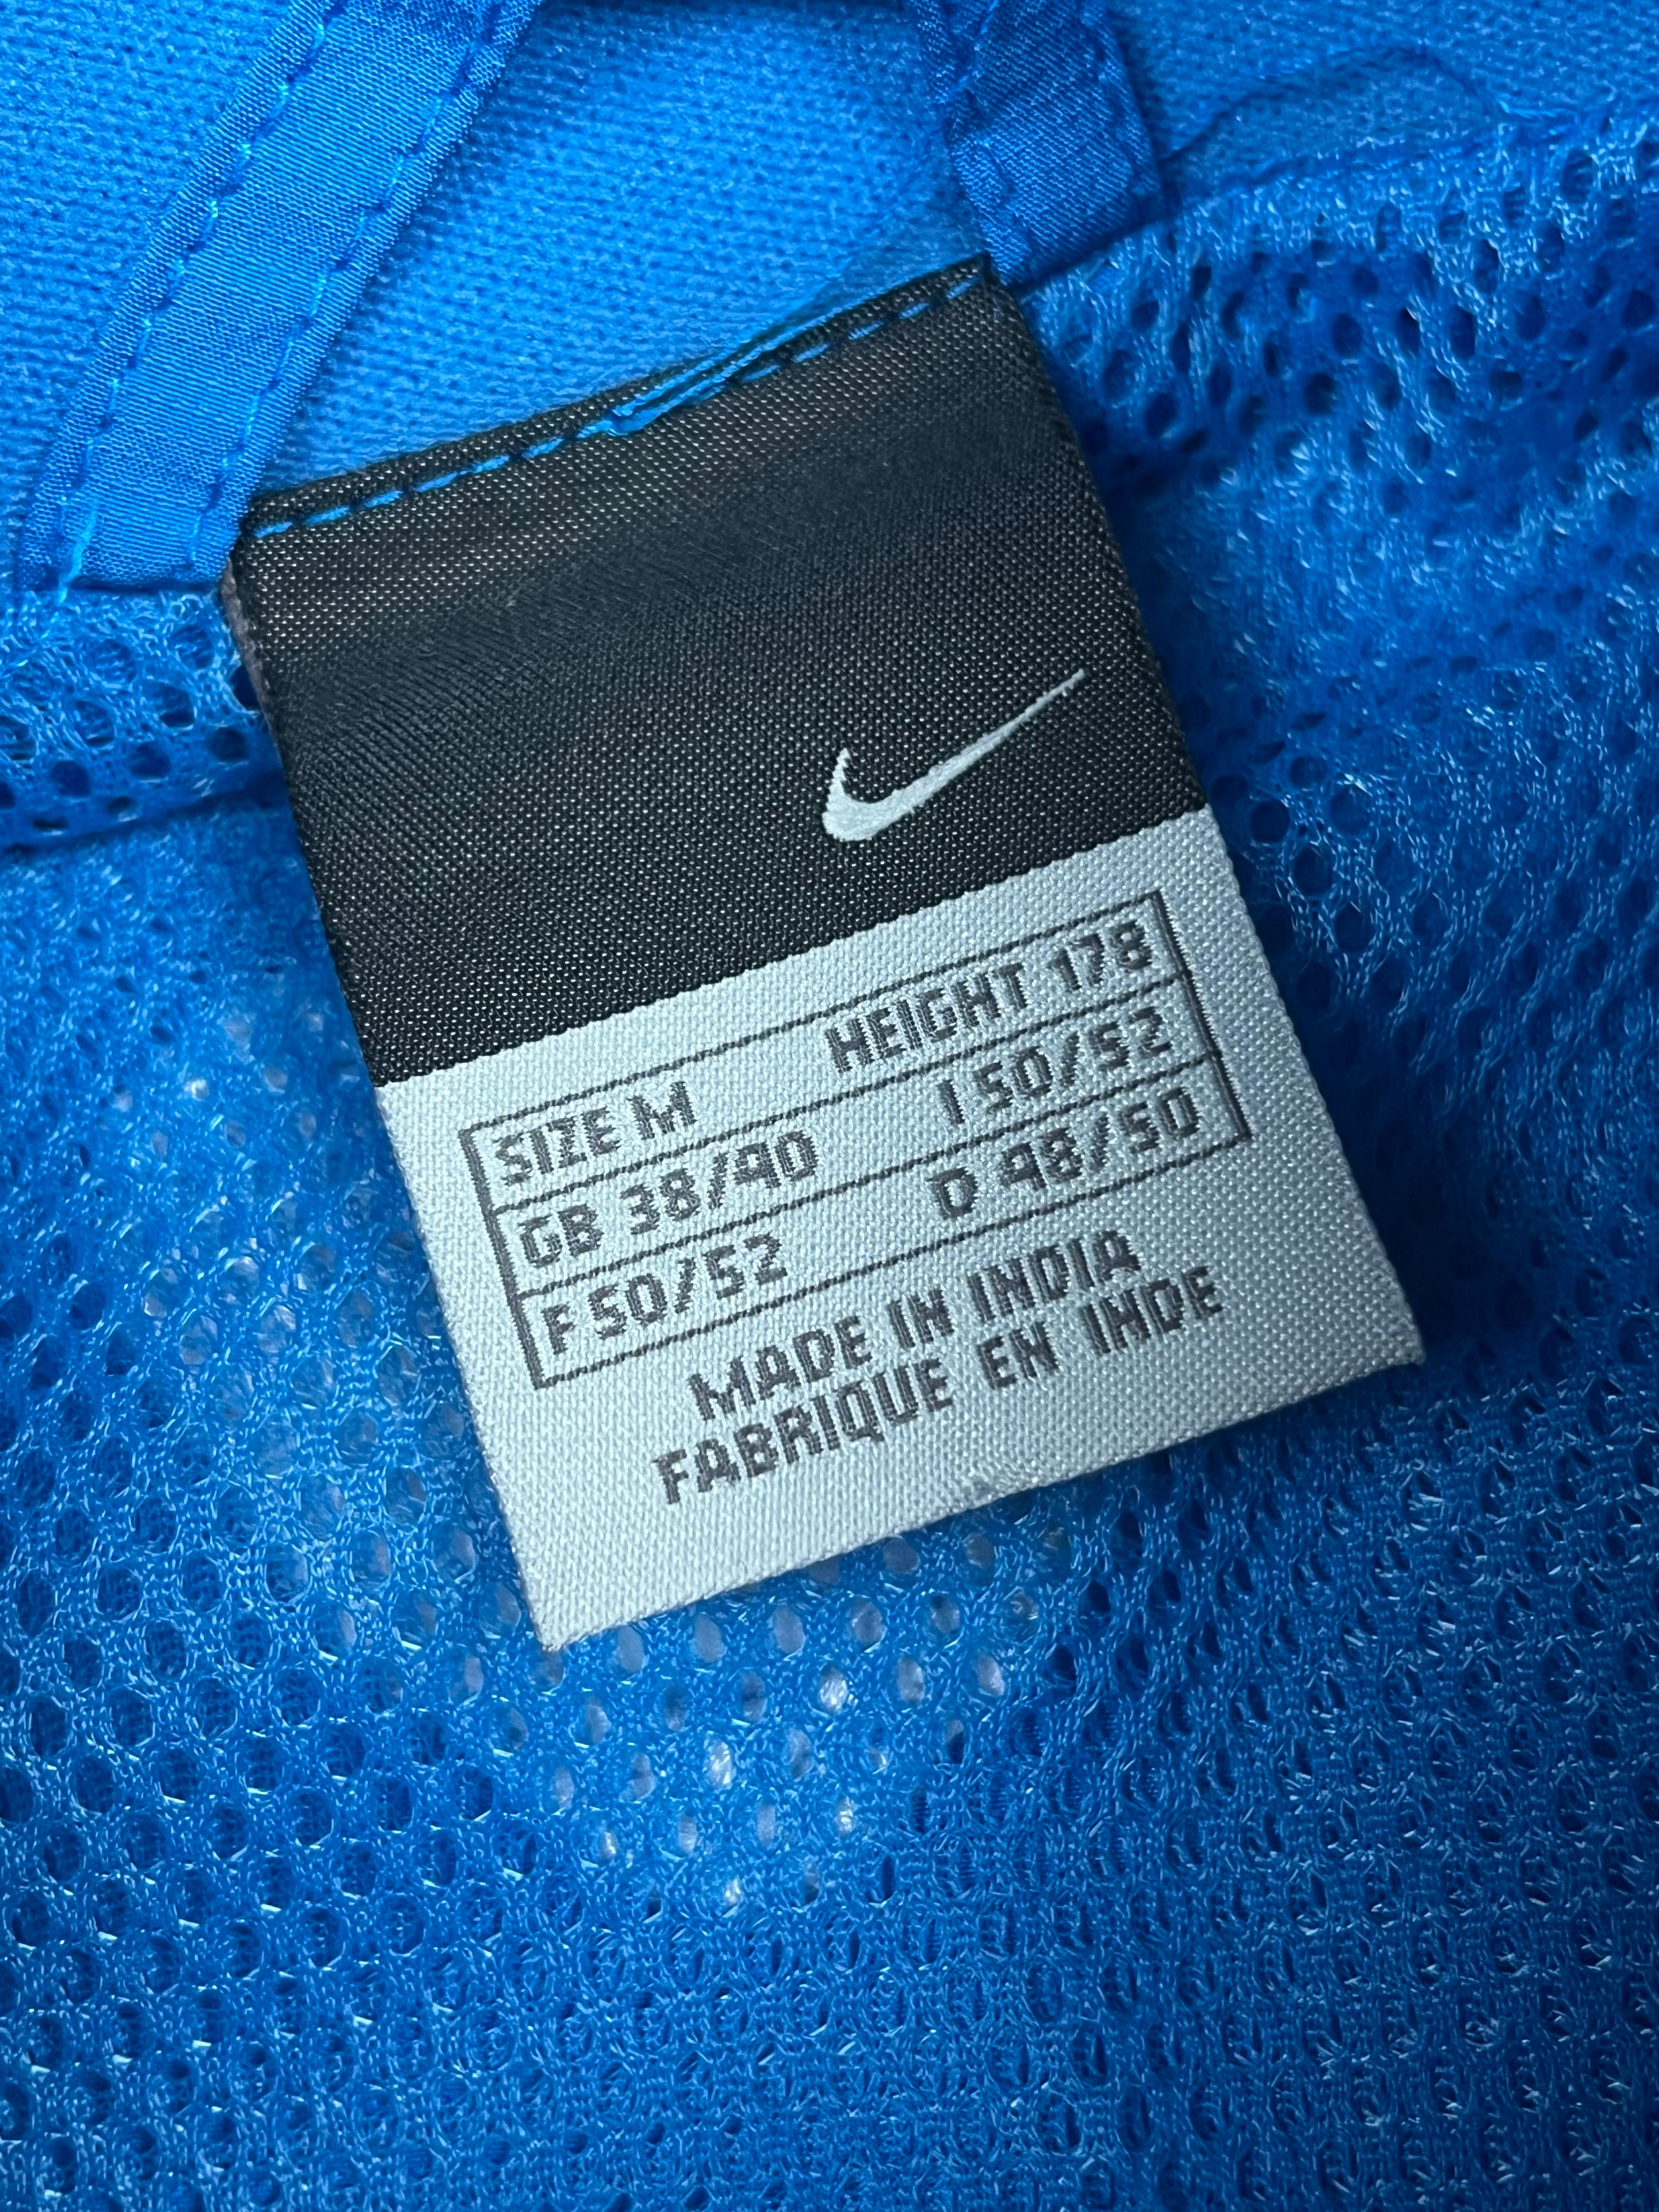 SIZE M HEIGHT 178
GB 38/40 I 50/52
F 50/52 D 48/50
MADE IN INDIA
FABRIQUE EN INDE